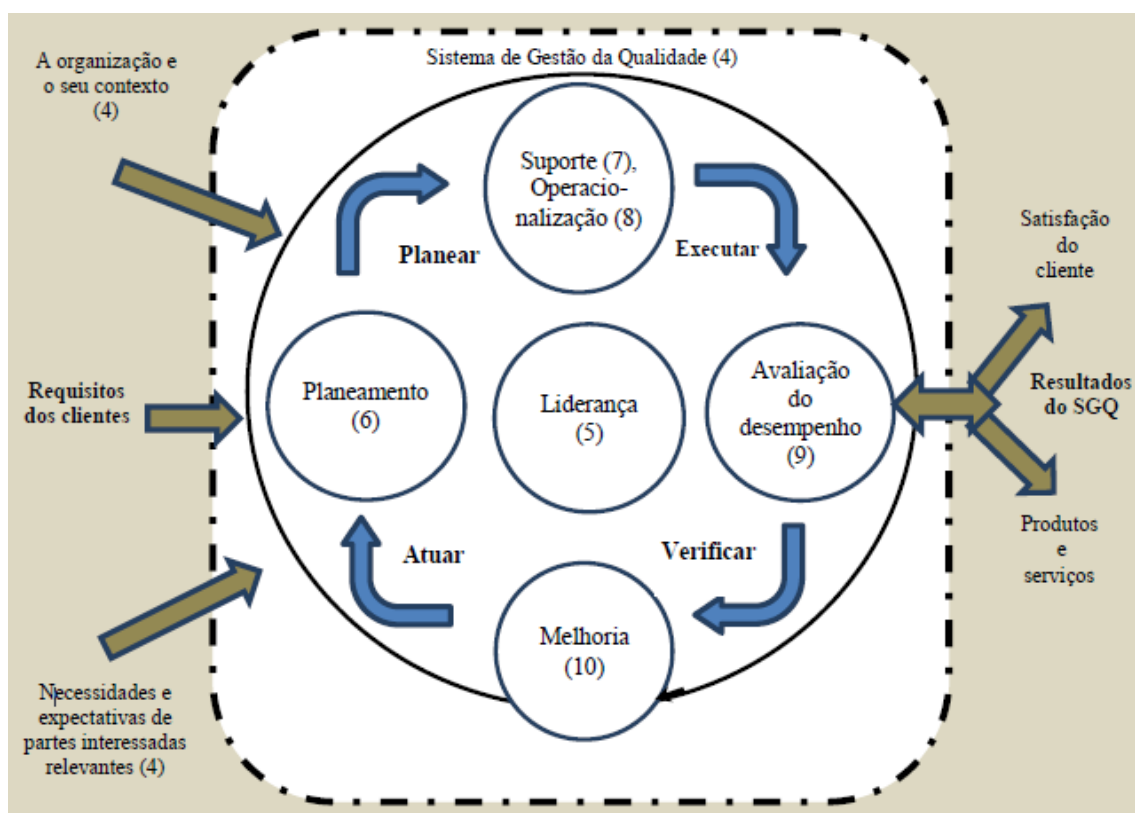 Sistema de Gestão da Qualidade (4)
A organização e
o seu contexto
(4)
Suporte (7),
Operacio-
nalização (8)
Planear
Executar
Satisfação
do
cliente
Requisitos
dos clientes
Planeamento
(6)
Liderança
(5)
Avaliação
do
desempenho
(9)
Resultados
do SGQ
Atuar
Verificar
Produtos
e
serviços
Melhoria
(10)
Necessidades e
expectativas de
partes interessadas
relevantes (4)